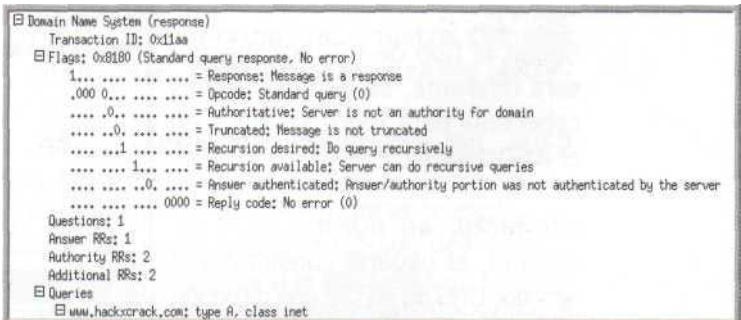 Domain Name System (response)
Transaction ID: 0x11aa
Flags: 0x8180 (Standard query response, No error)
1... .... .... .... = Response: Message is a response
.000 0... .... .... = Opcode: Standard query (0)
.... .0.. .... .... = Authoritative: Server is not an authority for domain
.... ..0. .... .... = Truncated: Message is not truncated
.... ...1 .... .... = Recursion desired: Do query recursively
.... .... 1... .... = Recursion available: Server can do recursive queries
.... .... ..0. .... = Answer authenticated: Answer/authority portion was not authenticated by the server
.... .... .... 0000 = Reply code: No error (0)
Questions: 1
Answer RRs: 1
Authority RRs: 2
Additional RRs: 2
Queries
www.hackxcrack.com: type A, class inet